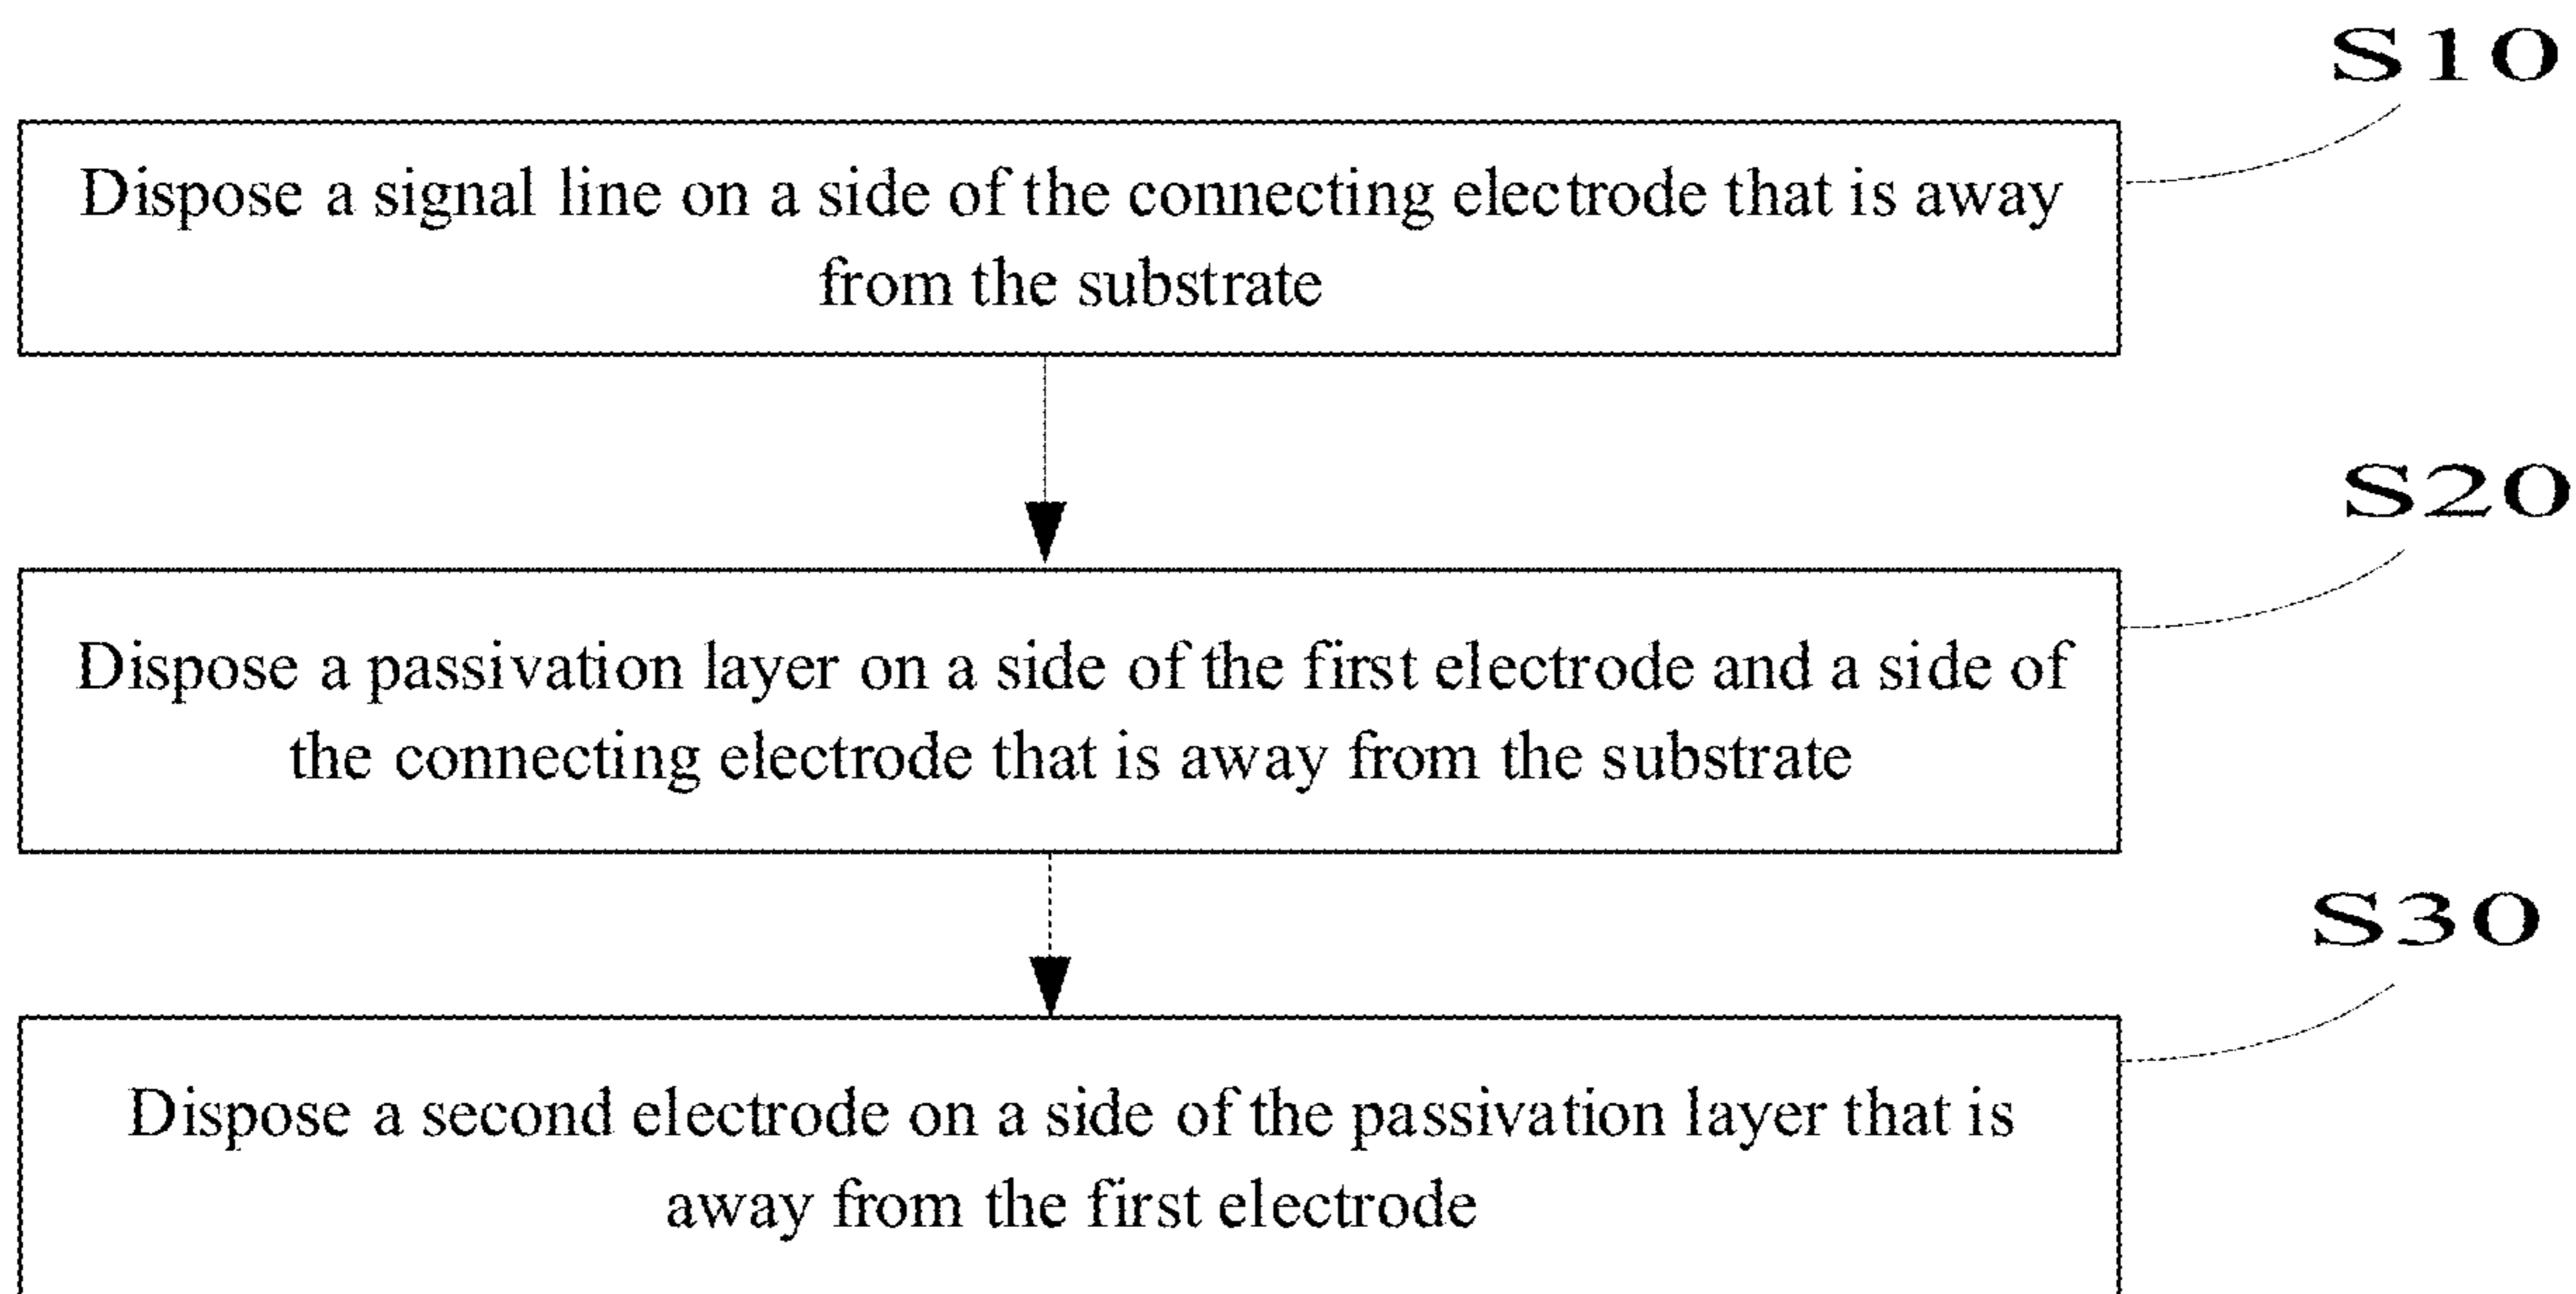 S10
Dispose a signal line on a side of the connecting electrode that is away
from the substrate
S20
Dispose a passivation layer on a side of the first electrode and a side of
the connecting electrode that is away from the substrate
S30
Dispose a second electrode on a side of the passivation layer that is
away from the first electrode